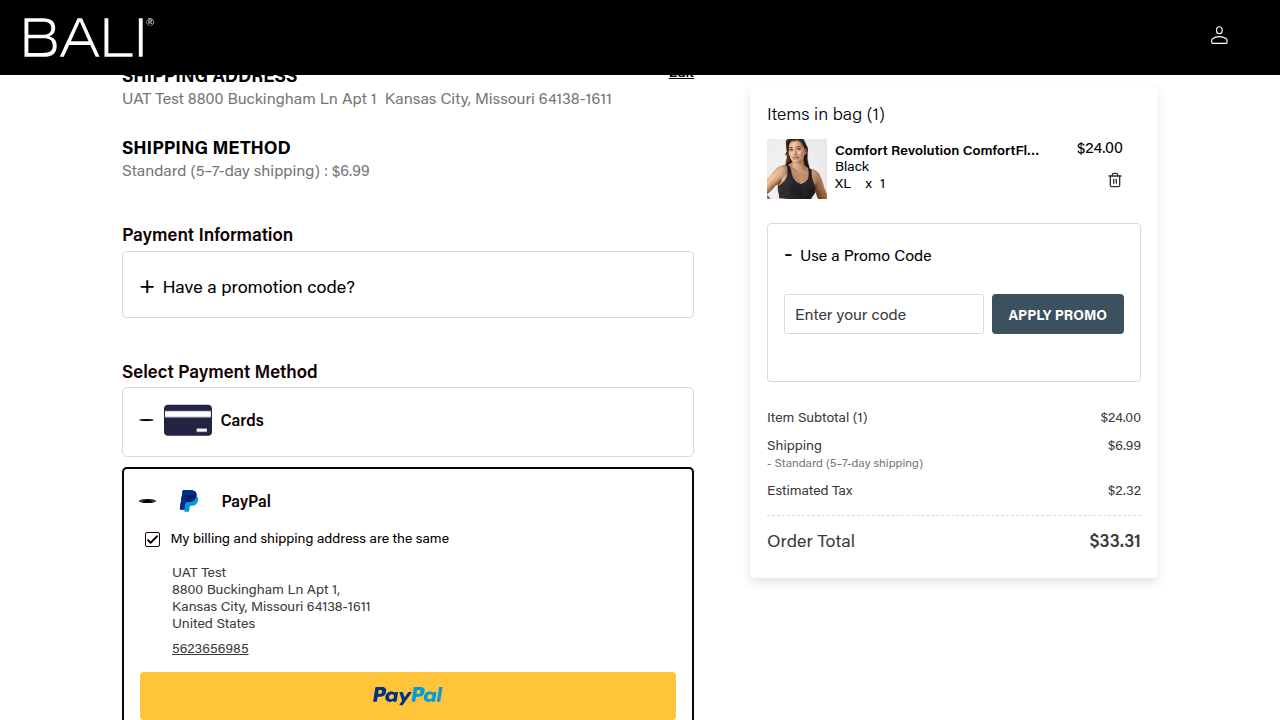 BALI®
SHIPPING ADDRESS
Edit
UAT Test 8800 Buckingham Ln Apt 1 Kansas City, Missouri 64138-1611
SHIPPING METHOD
Standard (5–7-day shipping) : $6.99
Payment Information
+ Have a promotion code?
Select Payment Method
Cards
PayPal
My billing and shipping address are the same
UAT Test
8800 Buckingham Ln Apt 1,
Kansas City, Missouri 64138-1611
United States
5623656985
PayPal
Items in bag (1)
Comfort Revolution ComfortFl... $24.00
Black
XL x 1
- Use a Promo Code
Enter your code APPLY PROMO
Item Subtotal (1) $24.00
Shipping $6.99
- Standard (5–7-day shipping)
Estimated Tax $2.32
Order Total $33.31